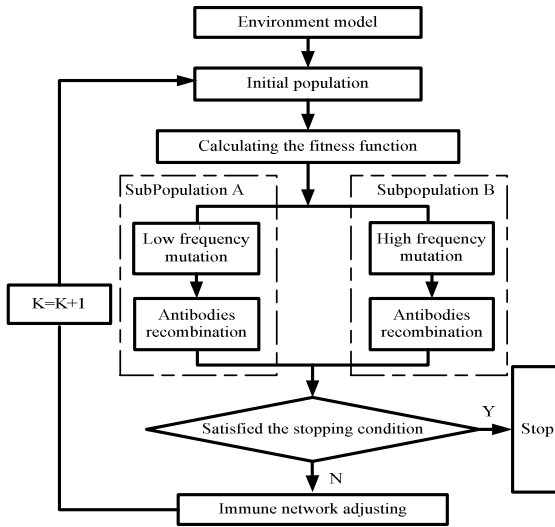 Environment model
Initial population
Calculating the fitness function
SubPopulation A
Subpopulation B
Low frequency
mutation
High frequency
mutation
K=K+1
Antibodies
recombination
Antibodies
recombination
Satisfied the stopping condition
Y
Stop
N
Immune network adjusting